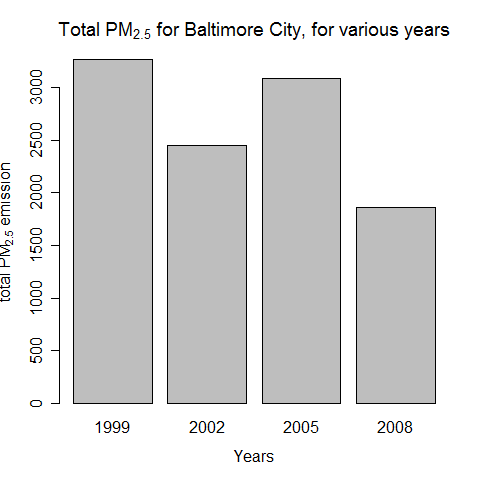 Total PM2.5 for Baltimore City, for various years
total PM2.5 emission
3000
2500
2000
1500
1000
500
0
1999 2002 2005 2008
Years